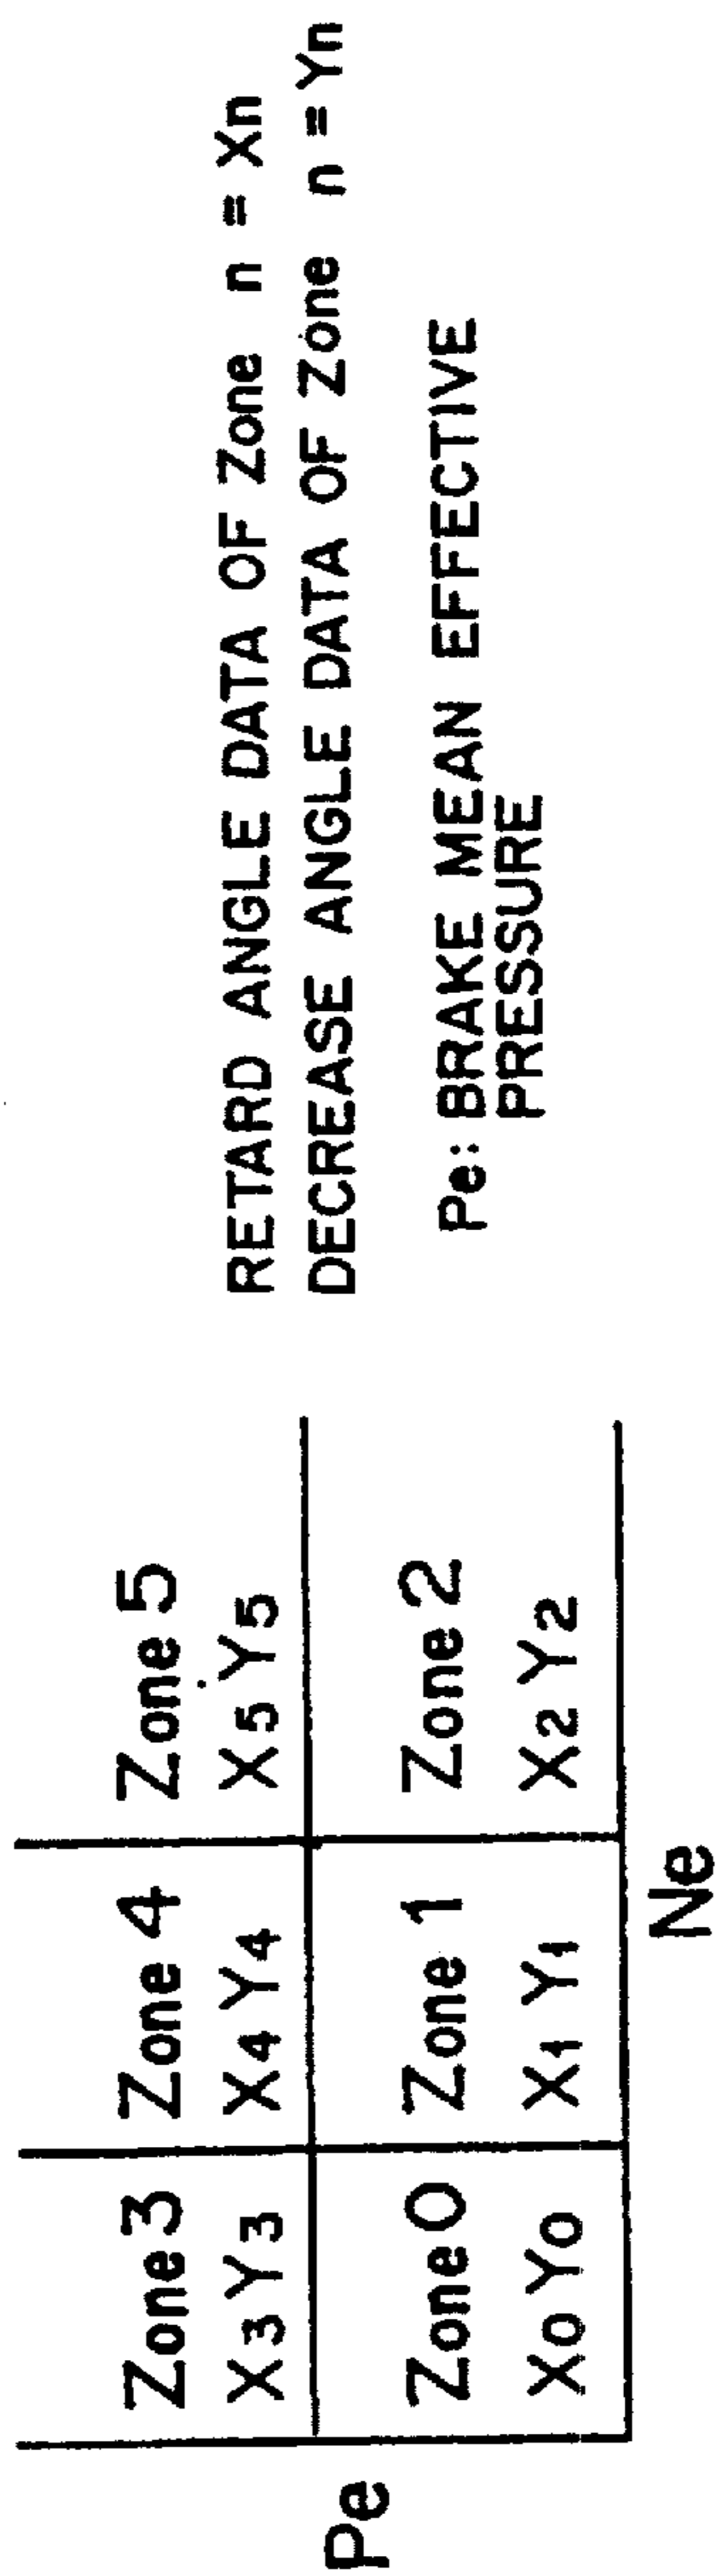 Zone 3 Zone 4 Zone 5
X3 Y3 X4 Y4 X5 Y5
Pe
Zone 0 Zone 1 Zone 2
X0 Y0 X1 Y1 X2 Y2
Ne
RETARD ANGLE DATA OF Zone n = Xn
DECREASE ANGLE DATA OF Zone n = Yn
Pe: BRAKE MEAN EFFECTIVE
PRESSURE